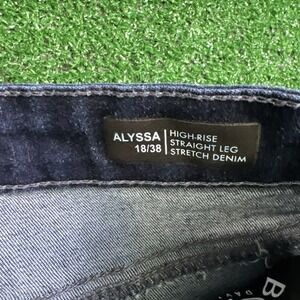 ALYSSA
18/38
HIGH-RISE
STRAIGHT LEG
STRETCH DENIM